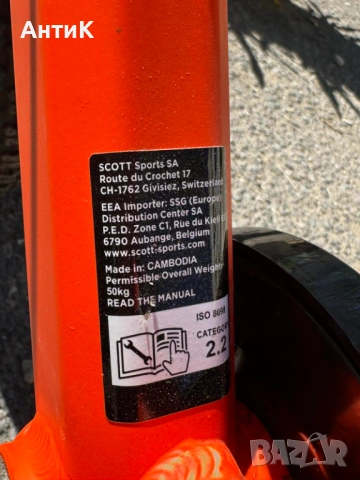 АнтиК
SCOTT Sports SA
Route du Crochet 17
CH-1762 Givisiez, Switzerland
EEA Importer: SSG (Europe)
Distribution Center SA
P.E.D. Zone C1, Rue du
6790 Aubange, Belgium
www.scott-sports.com
Made in: CAMBODIA
Permissible Overall Weight
50kg
READ THE MANUAL
ISO 8098
CATEGORY
2.2
BAZAR